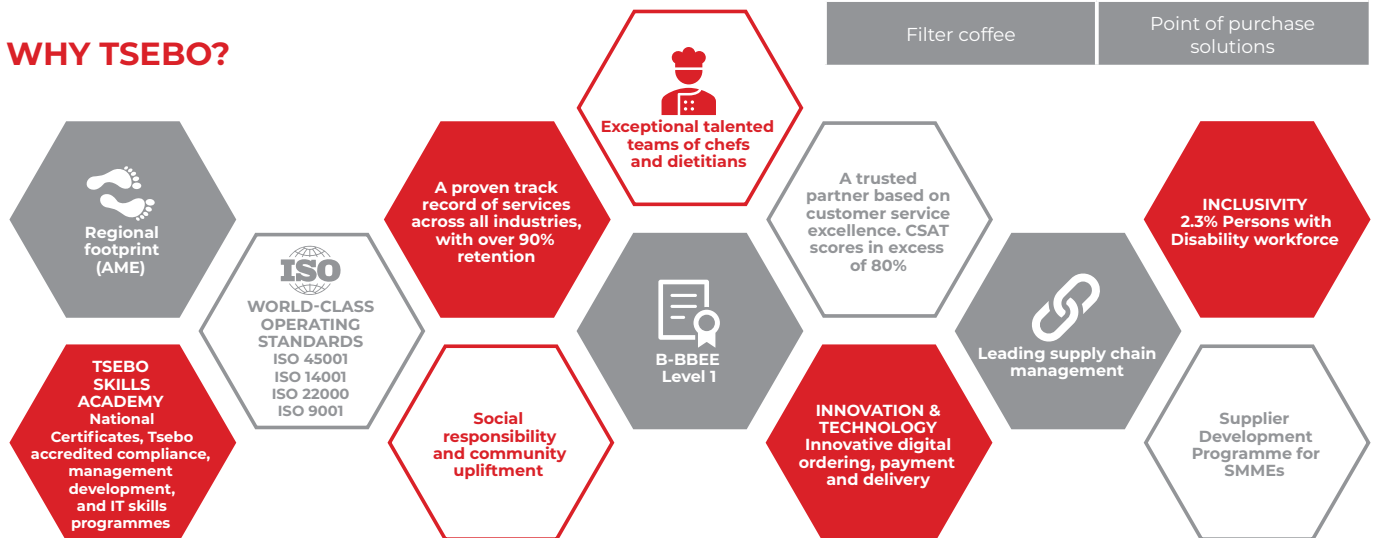 WHY TSEBO?
Filter coffee
Point of purchase
solutions
Regional
footprint
(AME)
ISO
WORLD-CLASS
OPERATING
STANDARDS
ISO 45001
ISO 14001
ISO 22000
ISO 9001
A proven track
record of services
across all industries,
with over 90%
retention
Exceptional talented
teams of chefs
and dietitians
B-BBEE
Level 1
A trusted
partner based on
customer service
excellence. CSAT
scores in excess
of 80%
Leading supply chain
management
INCLUSIVITY
2.3% Persons with
Disability workforce
TSEBO
SKILLS
ACADEMY
National
Certificates, Tsebo
accredited compliance,
management
development,
and IT skills
programmes
Social
responsibility
and community
upliftment
INNOVATION &
TECHNOLOGY
Innovative digital
ordering, payment
and delivery
Supplier
Development
Programme for
SMMEs